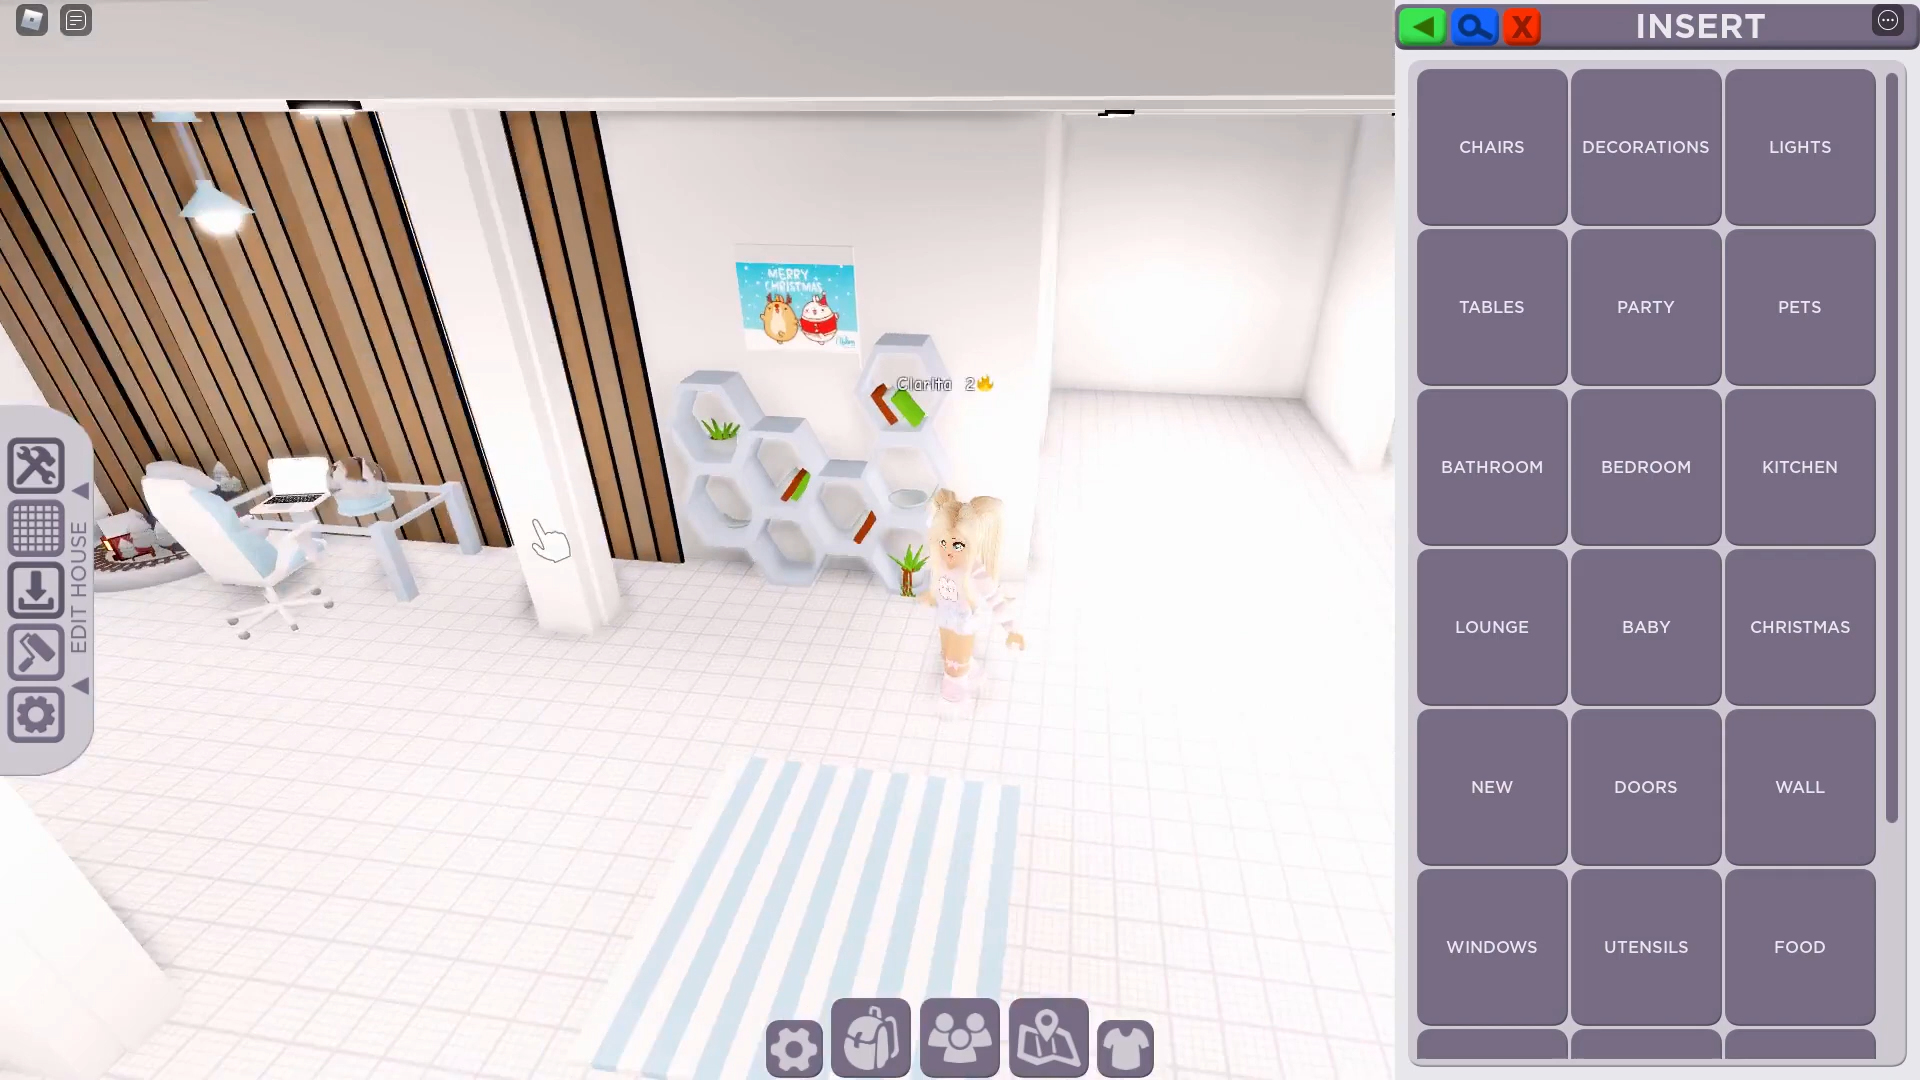 INSERT
X
CHAIRS
DECORATIONS
LIGHTS
TABLES
PARTY
PETS
BATHROOM
BEDROOM
KITCHEN
LOUNGE
BABY
CHRISTMAS
NEW
DOORS
WALL
WINDOWS
UTENSILS
FOOD
EDIT HOUSE
MERRY
CHRISTMAS
Clarita 2🔥